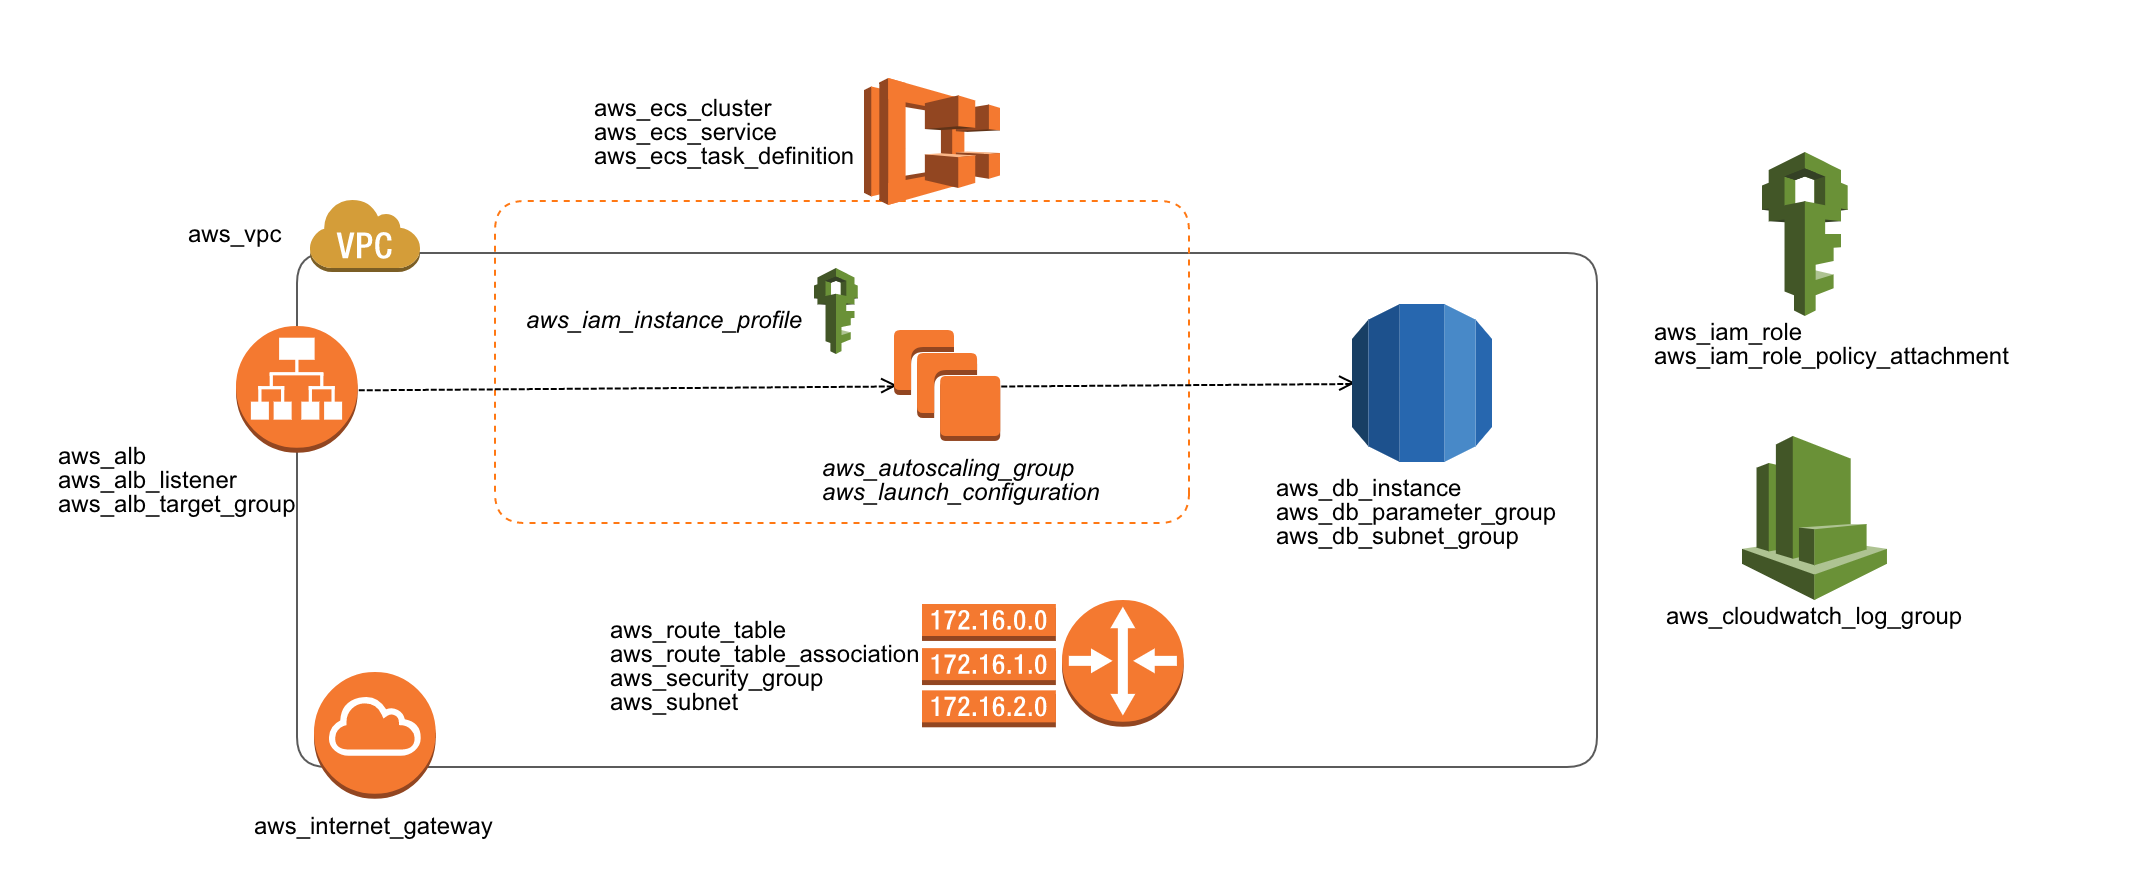 aws_ecs_cluster
aws_ecs_service
aws_ecs_task_definition
aws_vpc
VPC
aws_iam_instance_profile
aws_iam_role
aws_iam_role_policy_attachment
aws_alb
aws_alb_listener
aws_alb_target_group
aws_autoscaling_group
aws_launch_configuration
aws_db_instance
aws_db_parameter_group
aws_db_subnet_group
aws_cloudwatch_log_group
aws_route_table
aws_route_table_association
aws_security_group
aws_subnet
172.16.0.0
172.16.1.0
172.16.2.0
aws_internet_gateway